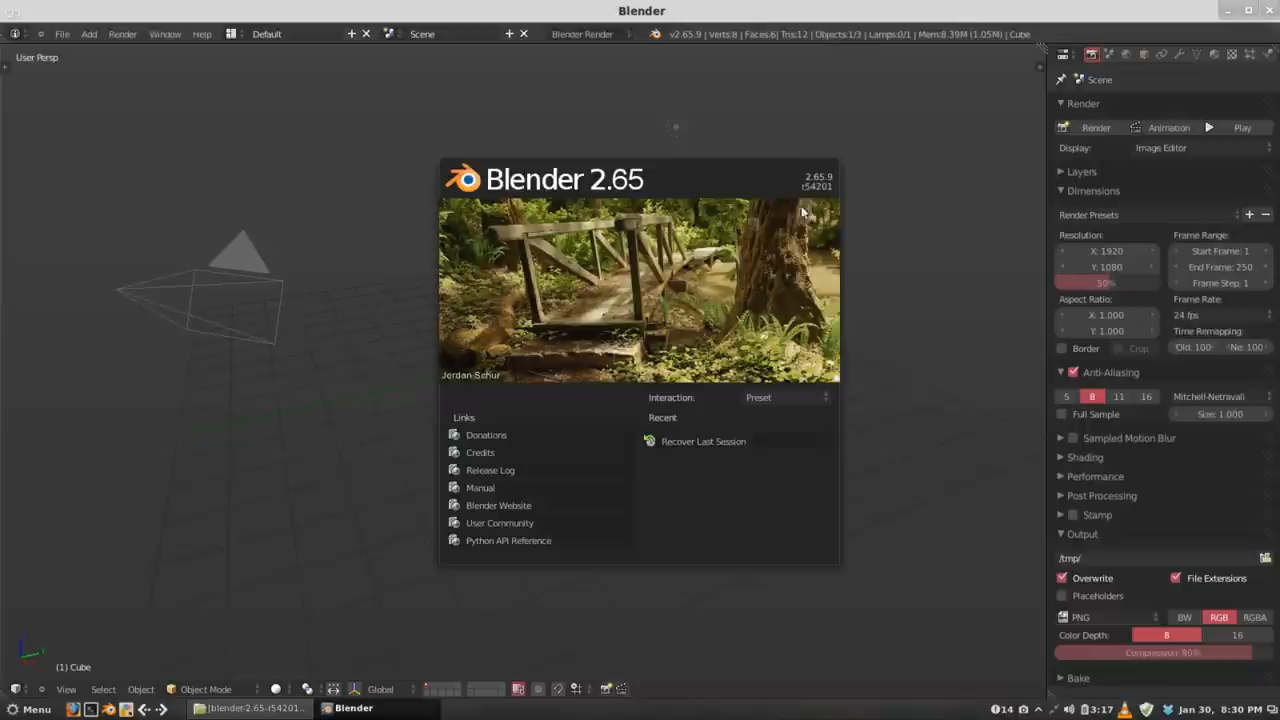 Blender
File Add Render Window Help Default Scene Blender Render v2.65.9 | Verts:8 | Faces:6 | Tris:12 | Objects:1/3 | Lamps:0/1 | Mem:8.39M (1.05M) | Cube
User Persp
Scene
Render
Render Animation Play
Display: Image Editor
Layers
Dimensions
Render Presets
Resolution: Frame Range:
X: 1920 Start Frame: 1
Y: 1080 End Frame: 250
50% Frame Step: 1
Aspect Ratio: Frame Rate:
X: 1.000 24 fps
Y: 1.000 Time Remapping:
Border Crop Old: 100 Ne: 100
Anti-Aliasing
5 8 11 16 Mitchell-Netravali
Full Sample Size: 1.000
Sampled Motion Blur
Shading
Performance
Post Processing
Stamp
Output
/tmp/
Overwrite File Extensions
Placeholders
PNG BW RGB RGBA
Color Depth: 8 16
Compression: 90%
Bake
Blender 2.65
2.65.9
r54201
Jordan Schur
Interaction: Preset
Links
Donations
Credits
Release Log
Manual
Blender Website
User Community
Python API Reference
Recent
Recover Last Session
(1) Cube
View Select Object Object Mode Global
Menu [blender-2.65-r54201... Blender 14 3:17 Jan 30, 8:30 PM